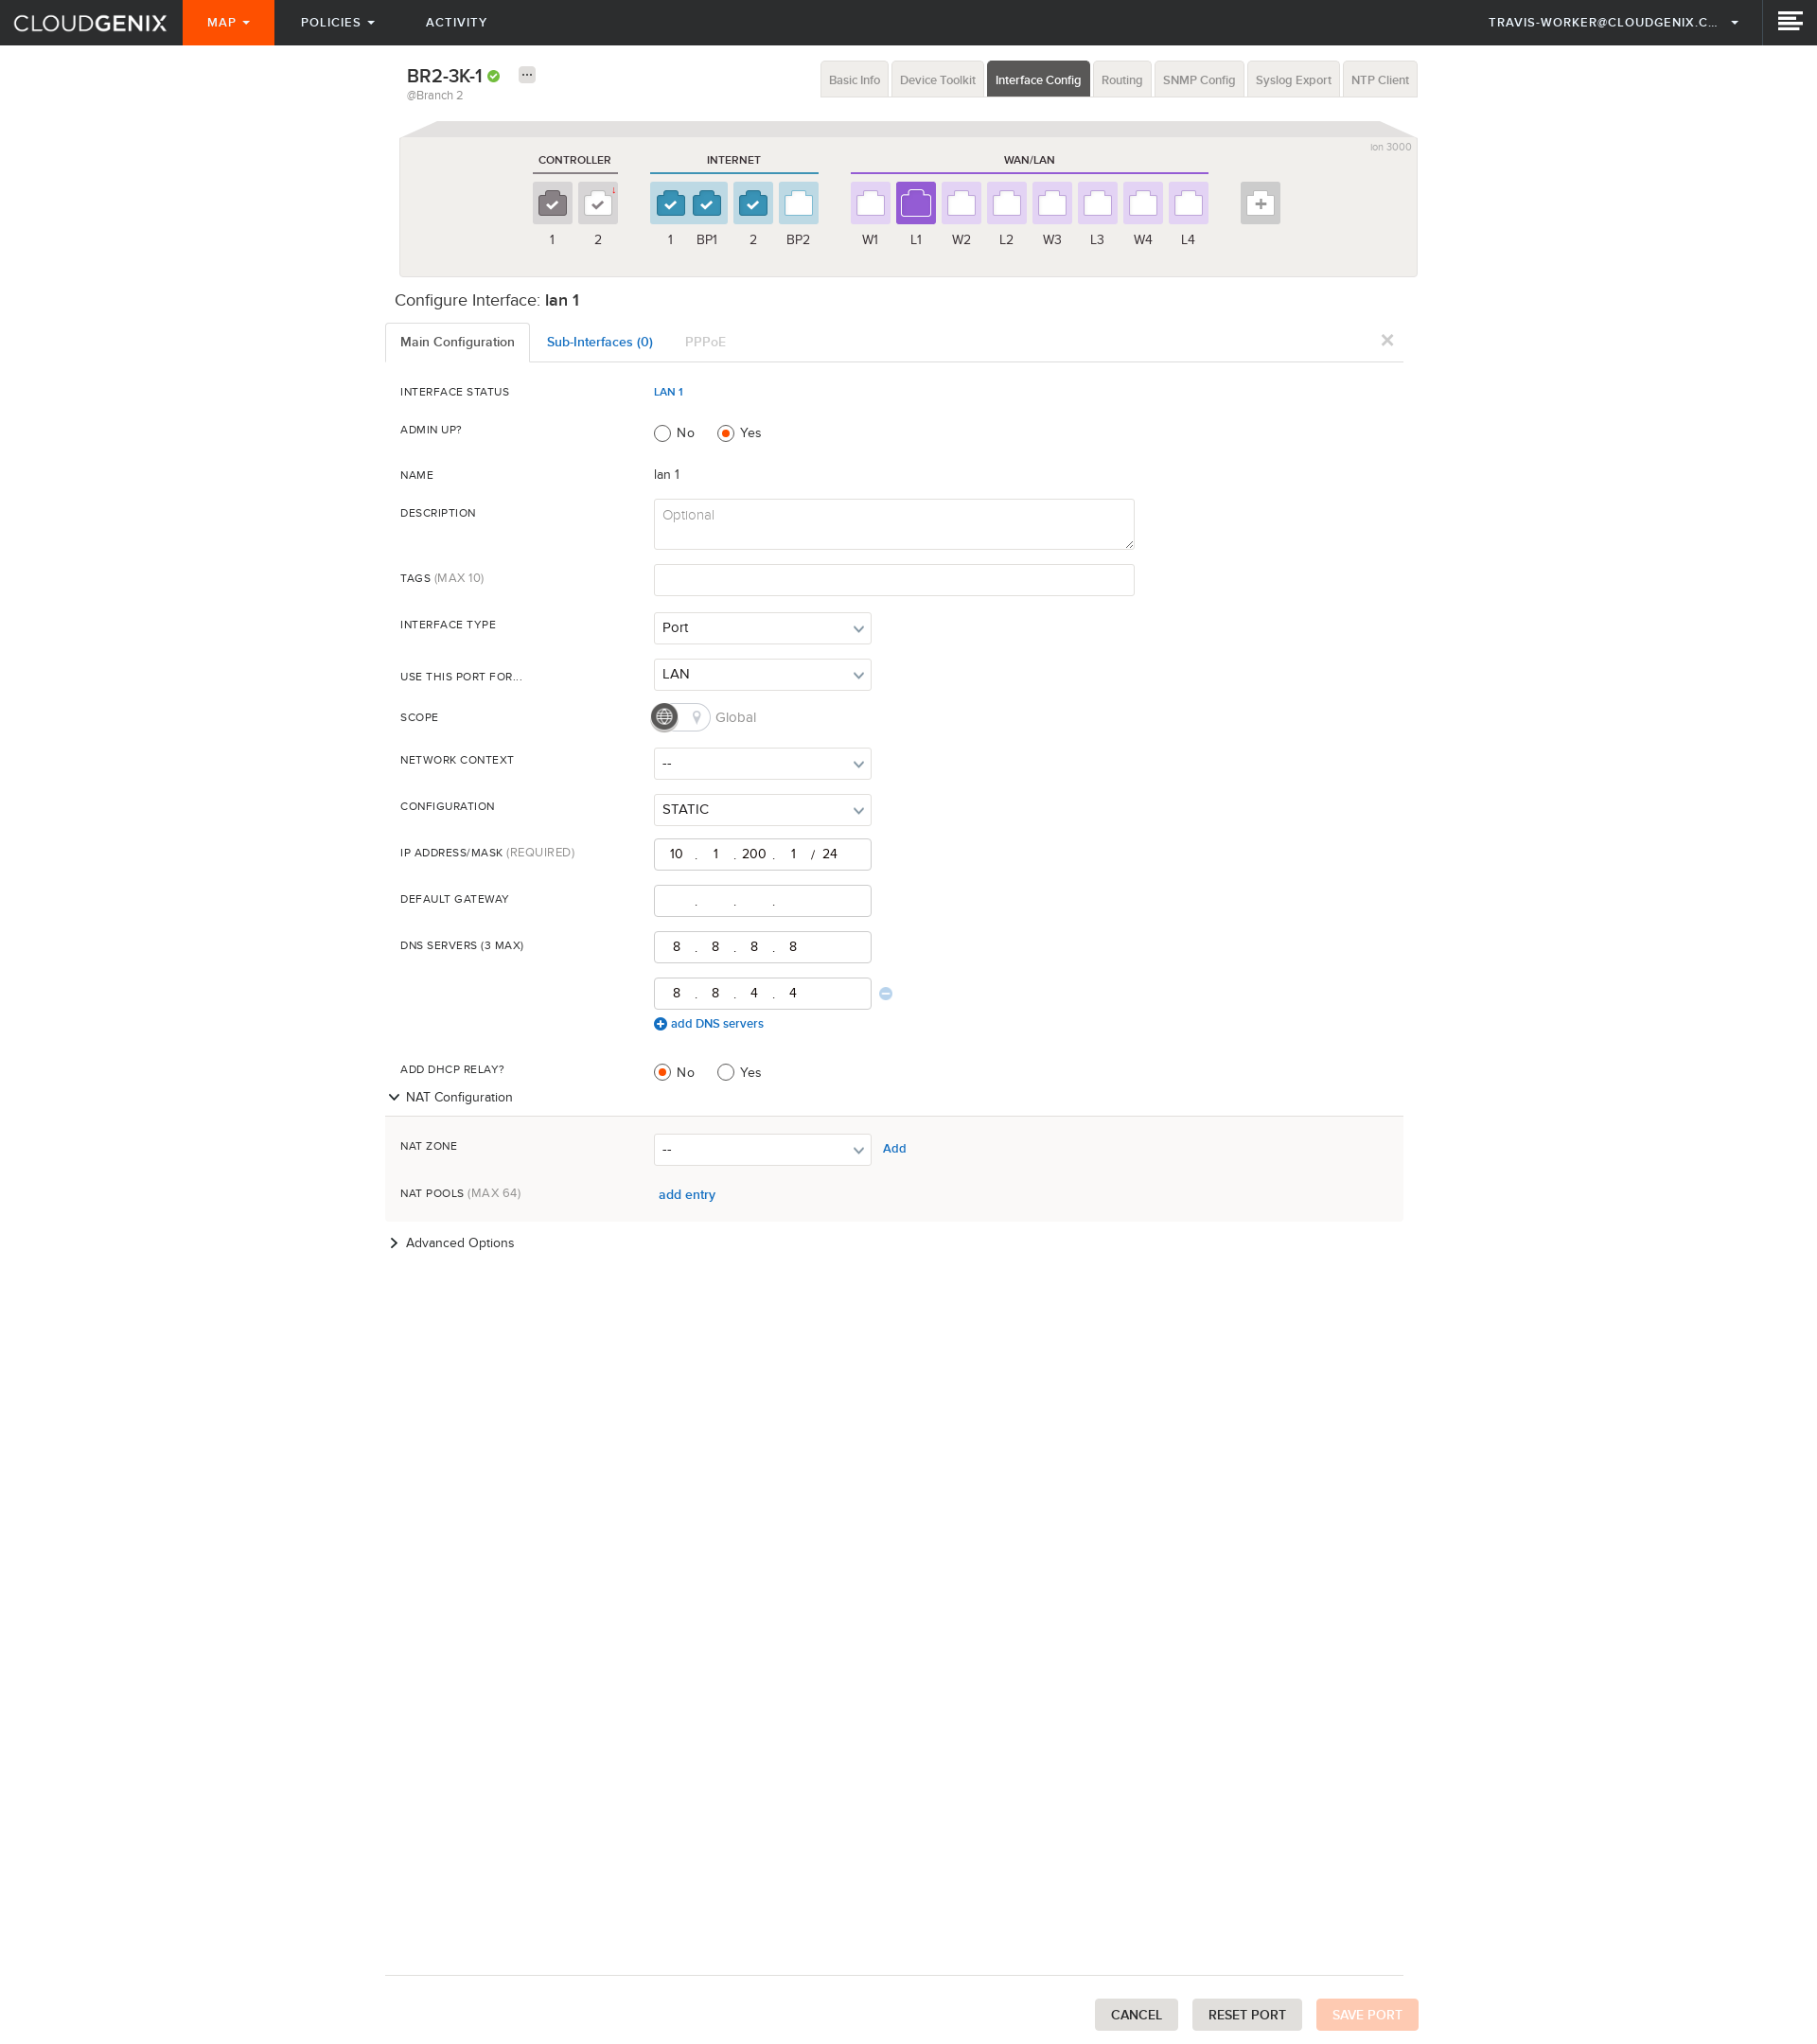 CLOUDGENIX MAP POLICIES ACTIVITY TRAVIS-WORKER@CLOUDGENIX.C...
BR2-3K-1
@Branch 2
Basic Info Device Toolkit Interface Config Routing SNMP Config Syslog Export NTP Client
ion 3000
CONTROLLER INTERNET WAN/LAN
1 2 1 BP1 2 BP2 W1 L1 W2 L2 W3 L3 W4 L4
Configure Interface: lan 1
Main Configuration Sub-Interfaces (0) PPPoE
INTERFACE STATUS LAN 1
ADMIN UP? No Yes
NAME lan 1
DESCRIPTION Optional
TAGS (MAX 10)
INTERFACE TYPE Port
USE THIS PORT FOR... LAN
SCOPE Global
NETWORK CONTEXT --
CONFIGURATION STATIC
IP ADDRESS/MASK (REQUIRED) 10 . 1 . 200 . 1 / 24
DEFAULT GATEWAY . . .
DNS SERVERS (3 MAX) 8 . 8 . 8 . 8
8 . 8 . 4 . 4
add DNS servers
ADD DHCP RELAY? No Yes
NAT Configuration
NAT ZONE -- Add
NAT POOLS (MAX 64) add entry
Advanced Options
CANCEL RESET PORT SAVE PORT